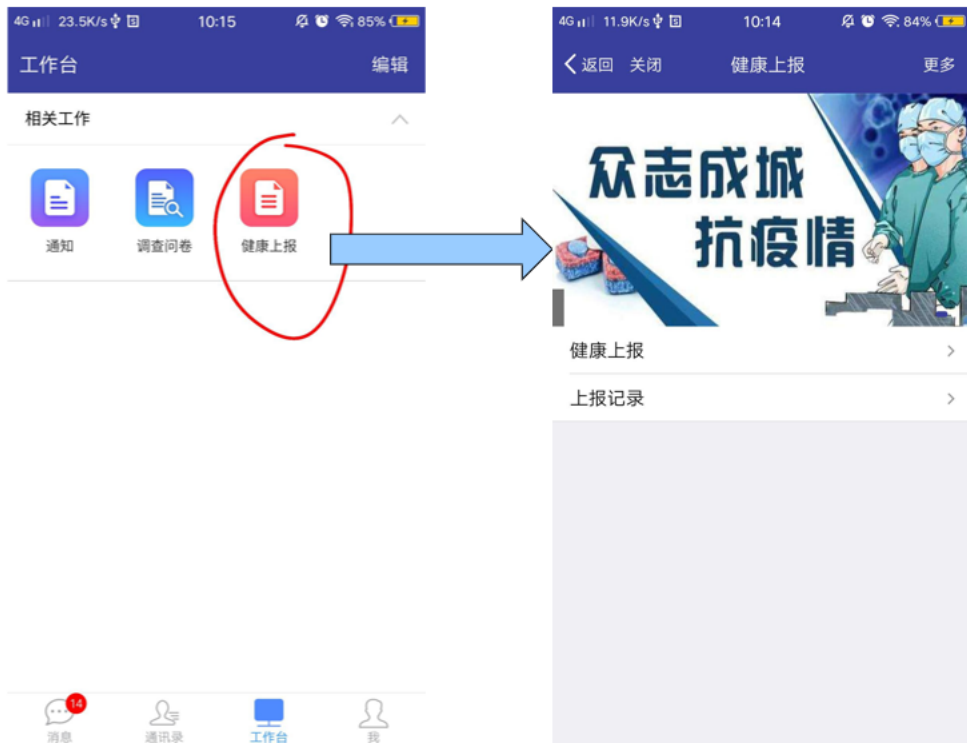 4G 23.5K/s 10:15 85%
工作台 编辑
相关工作
通知 调查问卷 健康上报
14
消息 通讯录 工作台 我
4G 11.9K/s 10:14 84%
返回 关闭 健康上报 更多
众志成城
抗疫情
健康上报
上报记录